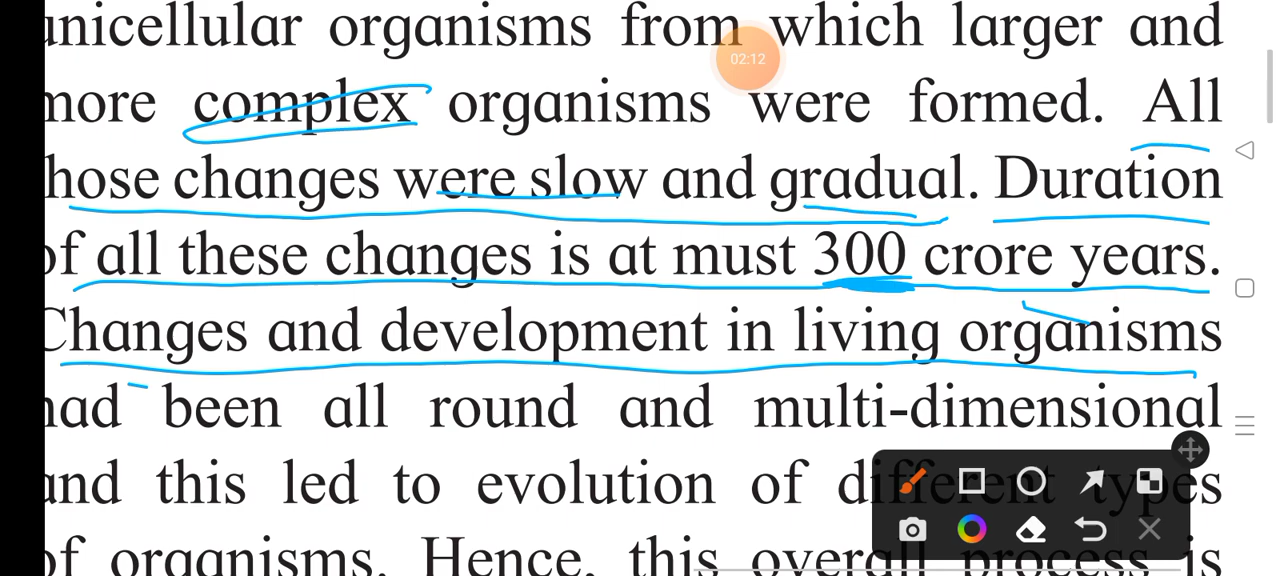 unicellular organisms from which larger and
02:12
more complex organisms were formed. All
those changes were slow and gradual. Duration
of all these changes is at must 300 crore years.
Changes and development in living organisms
had been all round and multi-dimensional
and this led to evolution of different types
of organisms. Hence, this overall process is